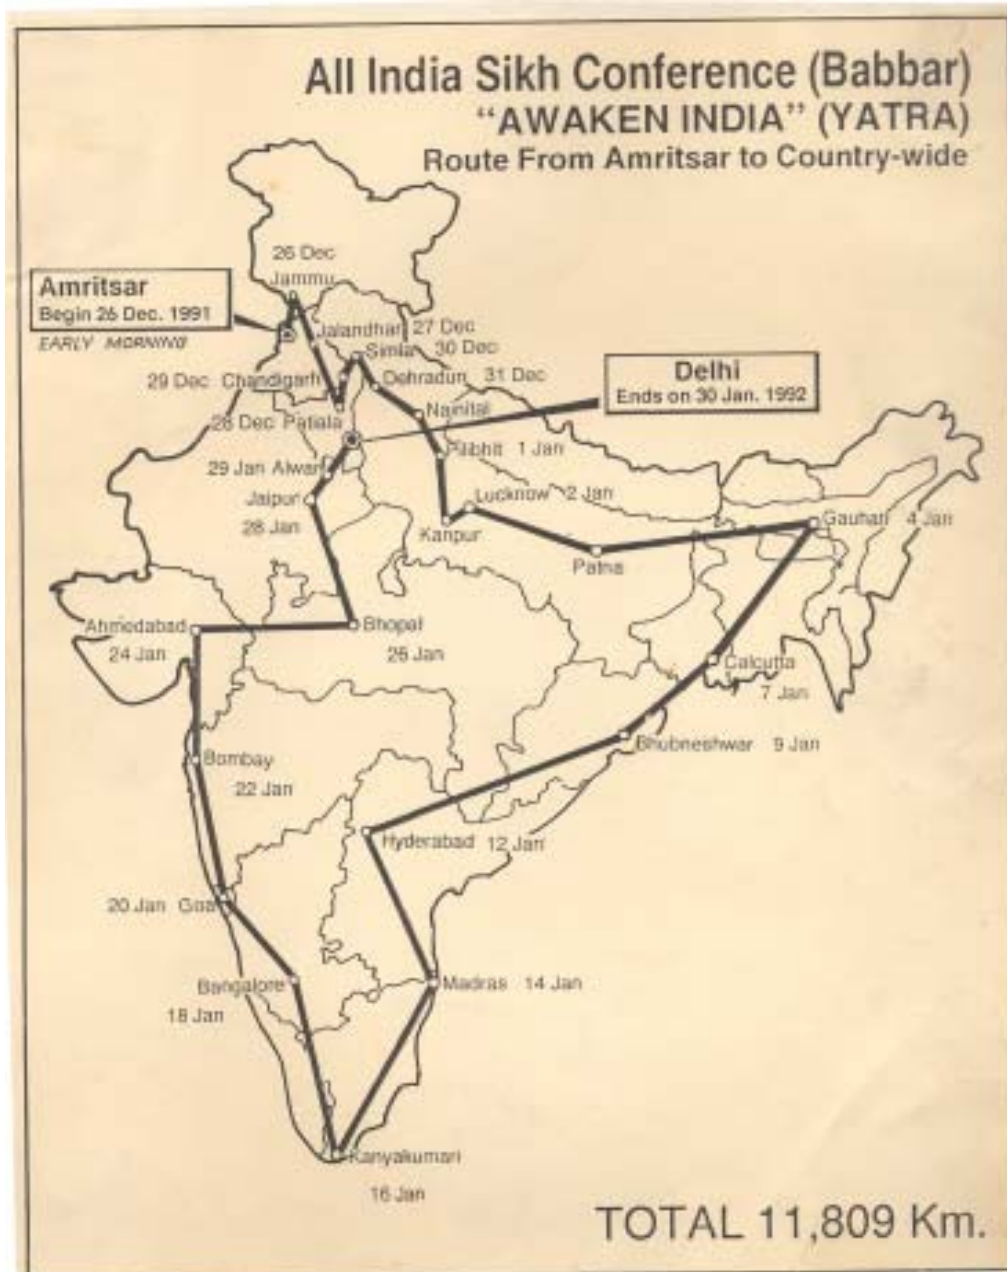 All India Sikh Conference (Babbar)
"AWAKEN INDIA" (YATRA)
Route From Amritsar to Country-wide
26 Dec
Jammu
Amritsar
Begin 26 Dec. 1991
EARLY MORNING
Jalandhar 27 Dec
Simla 30 Dec
29 Dec Chandigarh
Dehradun 31 Dec
Delhi
Ends on 30 Jan. 1992
28 Dec Patiala
Nainital
Pilibhit 1 Jan
29 Jan Alwar
Jaipur
28 Jan
Lucknow 2 Jan
Kanpur
Gauhati 4 Jan
Patna
Ahmedabad
24 Jan
Bhopal
26 Jan
Calcutta
7 Jan
Bhubneshwar 9 Jan
Bombay
22 Jan
Hyderabad 12 Jan
20 Jan Goa
Bangalore
18 Jan
Madras 14 Jan
Kanyakumari
16 Jan
TOTAL 11,809 Km.